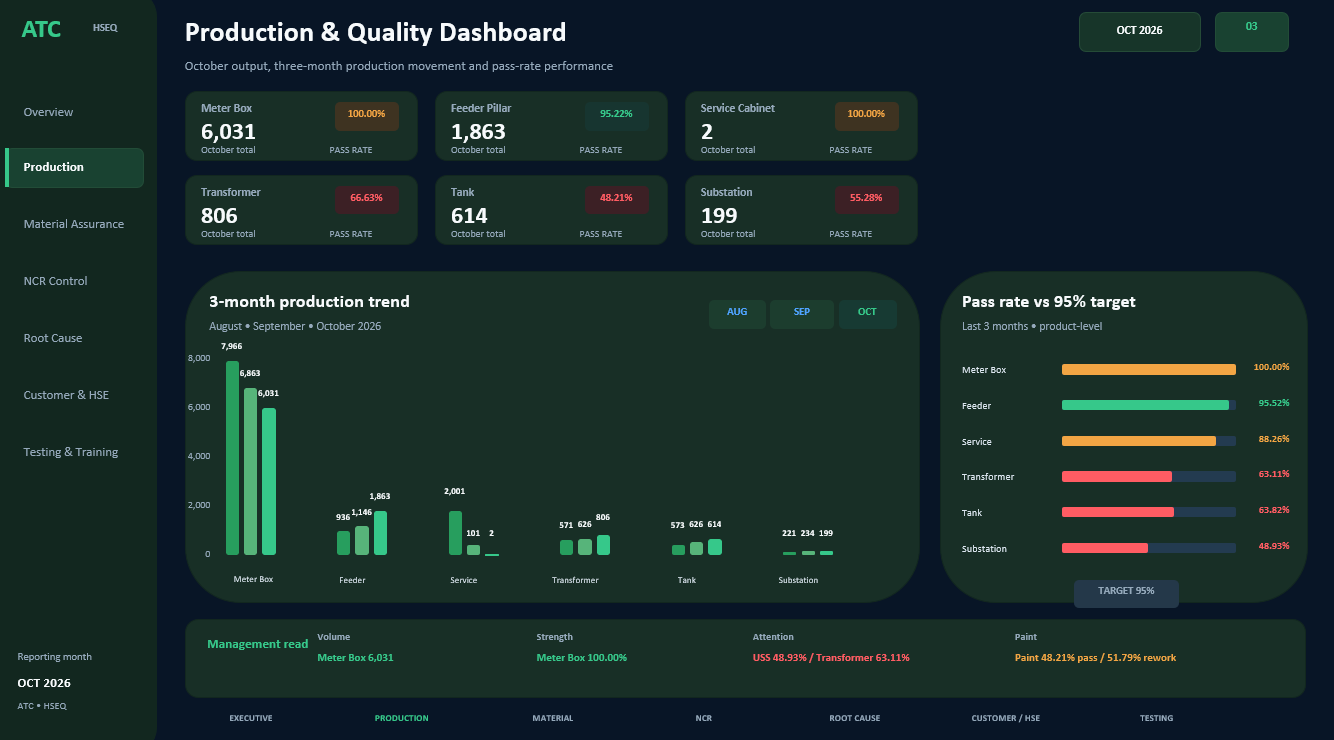 ATC HSEQ
Overview
Production
Material Assurance
NCR Control
Root Cause
Customer & HSE
Testing & Training
Reporting month
OCT 2026
ATC • HSEQ
Production & Quality Dashboard
October output, three-month production movement and pass-rate performance
OCT 2026
03
Meter Box
100.00%
6,031
October total
PASS RATE
Feeder Pillar
95.22%
1,863
October total
PASS RATE
Service Cabinet
100.00%
2
October total
PASS RATE
Transformer
66.63%
806
October total
PASS RATE
Tank
48.21%
614
October total
PASS RATE
Substation
55.28%
199
October total
PASS RATE
3-month production trend
August • September • October 2026
AUG
SEP
OCT
8,000
6,000
4,000
2,000
0
7,966
6,863
6,031
936
1,146
1,863
2,001
101
2
571
626
806
573
626
614
221
234
199
Meter Box
Feeder
Service
Transformer
Tank
Substation
Pass rate vs 95% target
Last 3 months • product-level
Meter Box 100.00%
Feeder 95.52%
Service 88.26%
Transformer 63.11%
Tank 63.82%
Substation 48.93%
TARGET 95%
Management read
Volume
Meter Box 6,031
Strength
Meter Box 100.00%
Attention
USS 48.93% / Transformer 63.11%
Paint
Paint 48.21% pass / 51.79% rework
EXECUTIVE
PRODUCTION
MATERIAL
NCR
ROOT CAUSE
CUSTOMER / HSE
TESTING